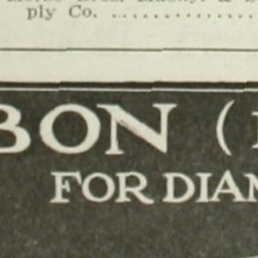 ply Co. ................
BON (
FOR DIAM